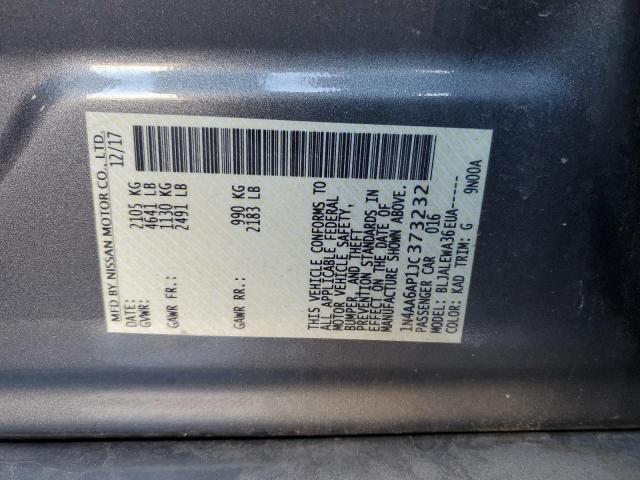 MFD BY NISSAN MOTOR CO., LTD.
DATE: 12/17
GVWR: 2105 KG
4641 LB
GAWR FR.: 1130 KG
2491 LB
GAWR RR.: 990 KG
2183 LB
THIS VEHICLE CONFORMS TO
ALL APPLICABLE FEDERAL
MOTOR VEHICLE SAFETY,
BUMPER, AND THEFT
PREVENTION STANDARDS IN
EFFECT ON THE DATE OF
MANUFACTURE SHOWN ABOVE.
1N4AA6AP1JC373232
PASSENGER CAR 016
MODEL: BLJALEWA36EUA------
COLOR: KAD TRIM: G 9N00A